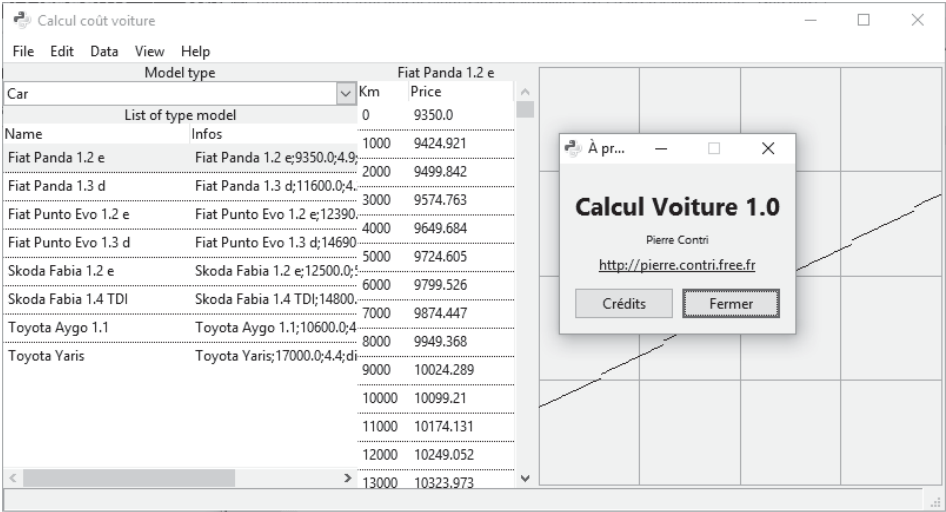 Calcul coût voiture
File Edit Data View Help
Model type
Car
List of type model
Name Infos
Fiat Panda 1.2 e Fiat Panda 1.2 e;9350.0;4.9;
Fiat Panda 1.3 d Fiat Panda 1.3 d;11600.0;4.
Fiat Punto Evo 1.2 e Fiat Punto Evo 1.2 e;12390.
Fiat Punto Evo 1.3 d Fiat Punto Evo 1.3 d;14690
Skoda Fabia 1.2 e Skoda Fabia 1.2 e;12500.0;
Skoda Fabia 1.4 TDI Skoda Fabia 1.4 TDI;14800.
Toyota Aygo 1.1 Toyota Aygo 1.1;10600.0;4
Toyota Yaris Toyota Yaris;17000.0;4.4;di
Fiat Panda 1.2 e
Km Price
0 9350.0
1000 9424.921
2000 9499.842
3000 9574.763
4000 9649.684
5000 9724.605
6000 9799.526
7000 9874.447
8000 9949.368
9000 10024.289
10000 10099.21
11000 10174.131
12000 10249.052
13000 10323.973
À pr...
Calcul Voiture 1.0
Pierre Contri
http://pierre.contri.free.fr
Crédits Fermer